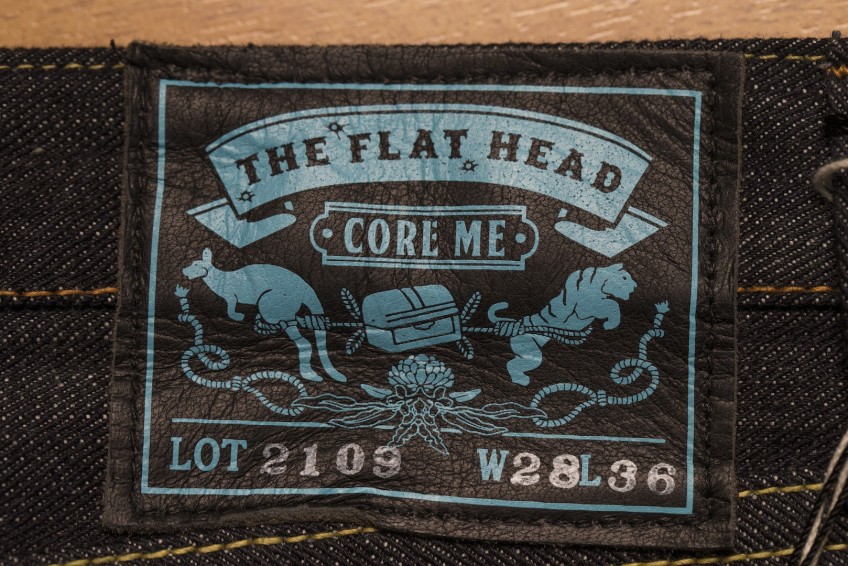 THE FLAT HEAD
CORE ME
LOT 2109 W28L36